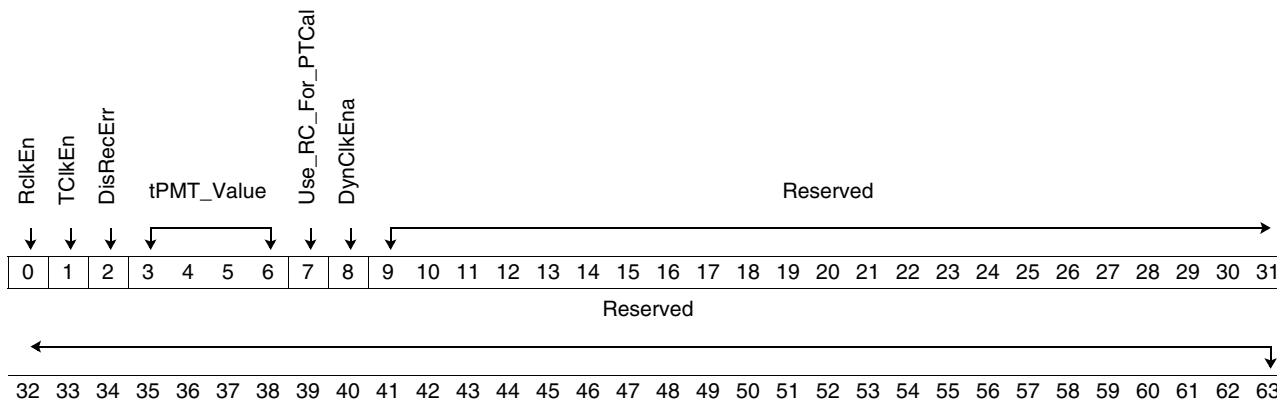 RclkEn
TClkEn
DisRecErr
tPMT_Value
Use_RC_For_PTCal
DynClkEna
Reserved
0 1 2 3 4 5 6 7 8 9 10 11 12 13 14 15 16 17 18 19 20 21 22 23 24 25 26 27 28 29 30 31
Reserved
32 33 34 35 36 37 38 39 40 41 42 43 44 45 46 47 48 49 50 51 52 53 54 55 56 57 58 59 60 61 62 63